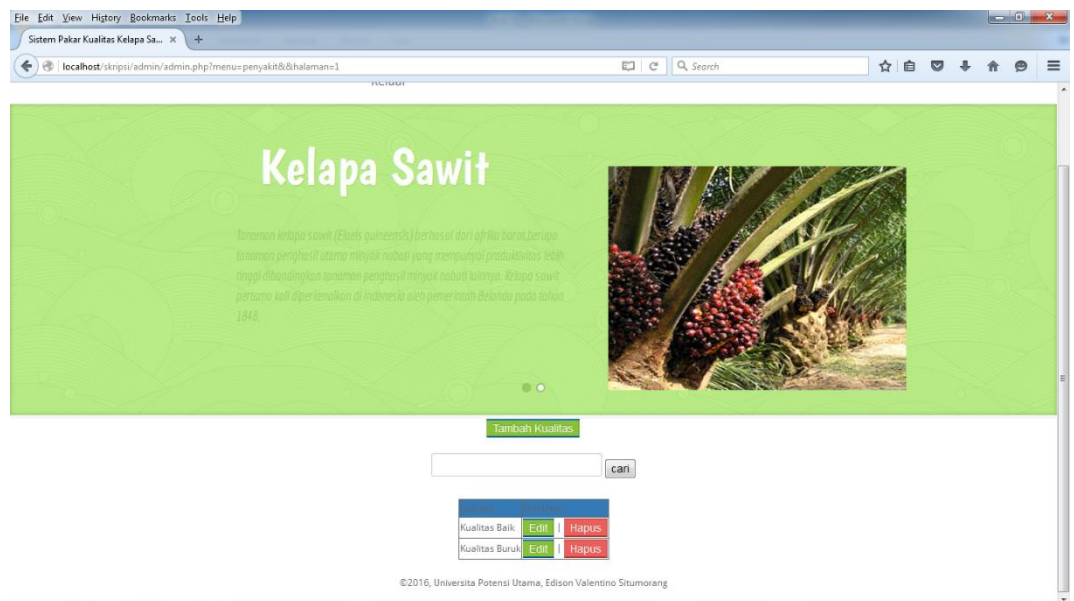 File Edit View History Bookmarks Tools Help
Sistem Pakar Kualitas Kelapa Sa... × +
localhost/skripsi/admin/admin.php?menu=penyakit&&halaman=1
Search
Keluar
Kelapa Sawit
Tanaman kelapa sawit (Elaeis guineensis) berhasal dari afrika barat,berupa
tanaman penghasil utama minyak nabati yang mempunyai produktivitas lebih
tinggi dibandingkan tanaman penghasil minyak nabati lainnya. Kelapa sawit
pertama kali diperkenalkan di Indonesia oleh pemerintah Belanda pada tahun
1848.
Tambah Kualitas
cari
Kualitas Baik Edit | Hapus
Kualitas Buruk Edit | Hapus
©2016, Universita Potensi Utama, Edison Valentino Situmorang